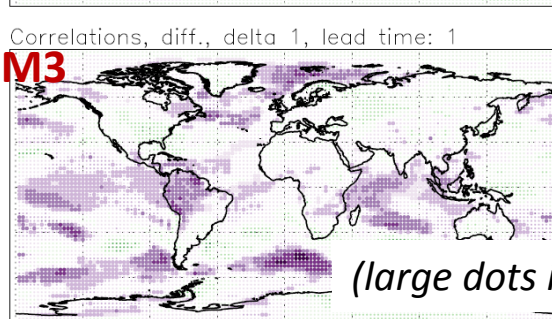 Correlations, diff., delta 1, lead time: 1
M3
(large dots